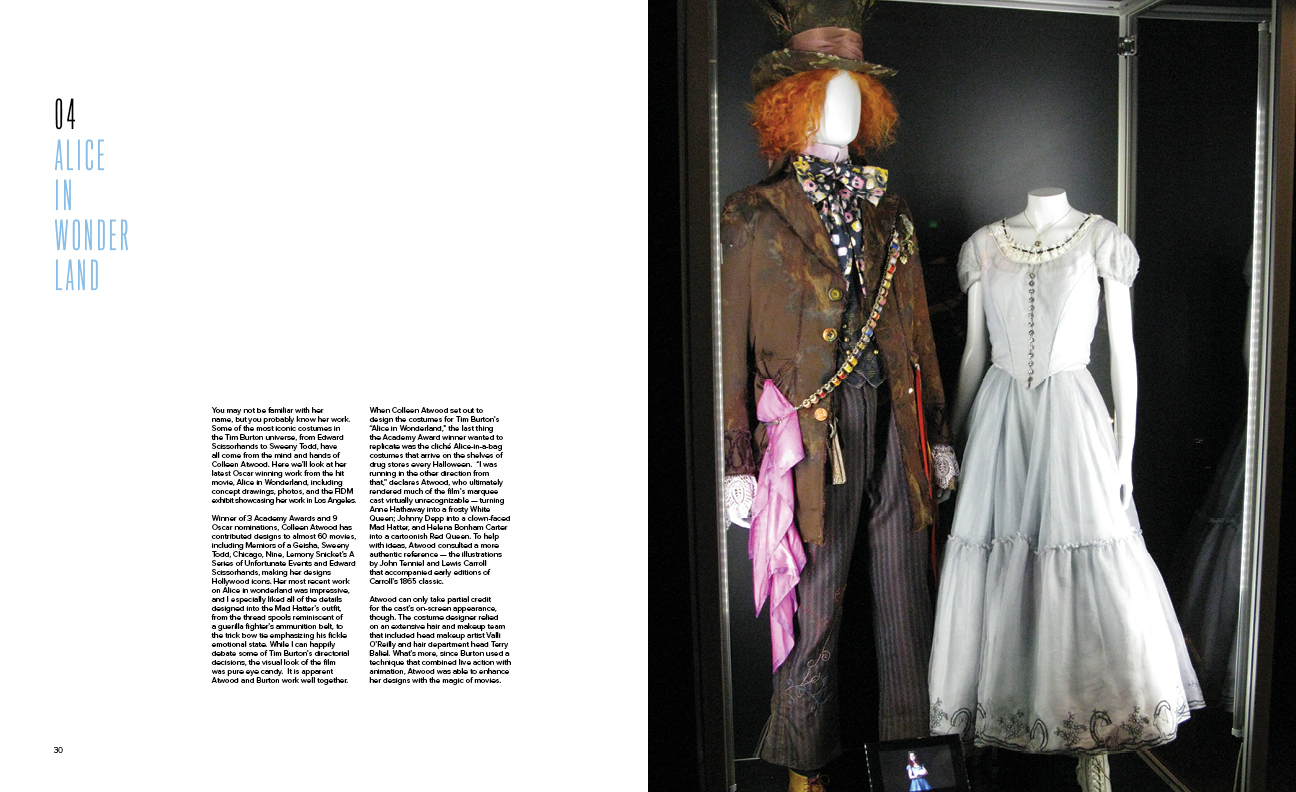 04
ALICE
IN
WONDER
LAND
You may not be familiar with her
name, but you probably know her work.
Some of the most iconic costumes in
the Tim Burton universe, from Edward
Scissorhands to Sweeny Todd, have
all come from the mind and hands of
Colleen Atwood. Here we'll look at her
latest Oscar winning work from the hit
movie, Alice in Wonderland, including
concept drawings, photos, and the FIDM
exhibit showcasing her work in Los Angeles.
Winner of 3 Academy Awards and 9
Oscar nominations, Colleen Atwood has
contributed designs to almost 60 movies,
including Memiors of a Geisha, Sweeny
Todd, Chicago, Nine, Lemony Snicket's A
Series of Unfortunate Events and Edward
Scissorhands, making her designs
Hollywood icons. Her most recent work
on Alice in wonderland was impressive,
and I especially liked all of the details
designed into the Mad Hatter's outfit,
from the thread spools reminiscent of
a guerilla fighter's ammunition belt, to
the trick bow tie emphasizing his fickle
emotional state. While I can happily
debate some of Tim Burton's directorial
decisions, the visual look of the film
was pure eye candy. It is apparent
Atwood and Burton work well together.
When Colleen Atwood set out to
design the costumes for Tim Burton's
"Alice in Wonderland," the last thing
the Academy Award winner wanted to
replicate was the cliché Alice-in-a-bag
costumes that arrive on the shelves of
drug stores every Halloween. "I was
running in the other direction from
that," declares Atwood, who ultimately
rendered much of the film's marquee
cast virtually unrecognizable — turning
Anne Hathaway into a frosty White
Queen; Johnny Depp into a clown-faced
Mad Hatter, and Helena Bonham Carter
into a cartoonish Red Queen. To help
with ideas, Atwood consulted a more
authentic reference — the illustrations
by John Tenniel and Lewis Carroll
that accompanied early editions of
Carroll's 1865 classic.
Atwood can only take partial credit
for the cast's on-screen appearance,
though. The costume designer relied
on an extensive hair and makeup team
that included head makeup artist Valli
O'Reilly and hair department head Terry
Baliel. What's more, since Burton used a
technique that combined live action with
animation, Atwood was able to enhance
her designs with the magic of movies.
30